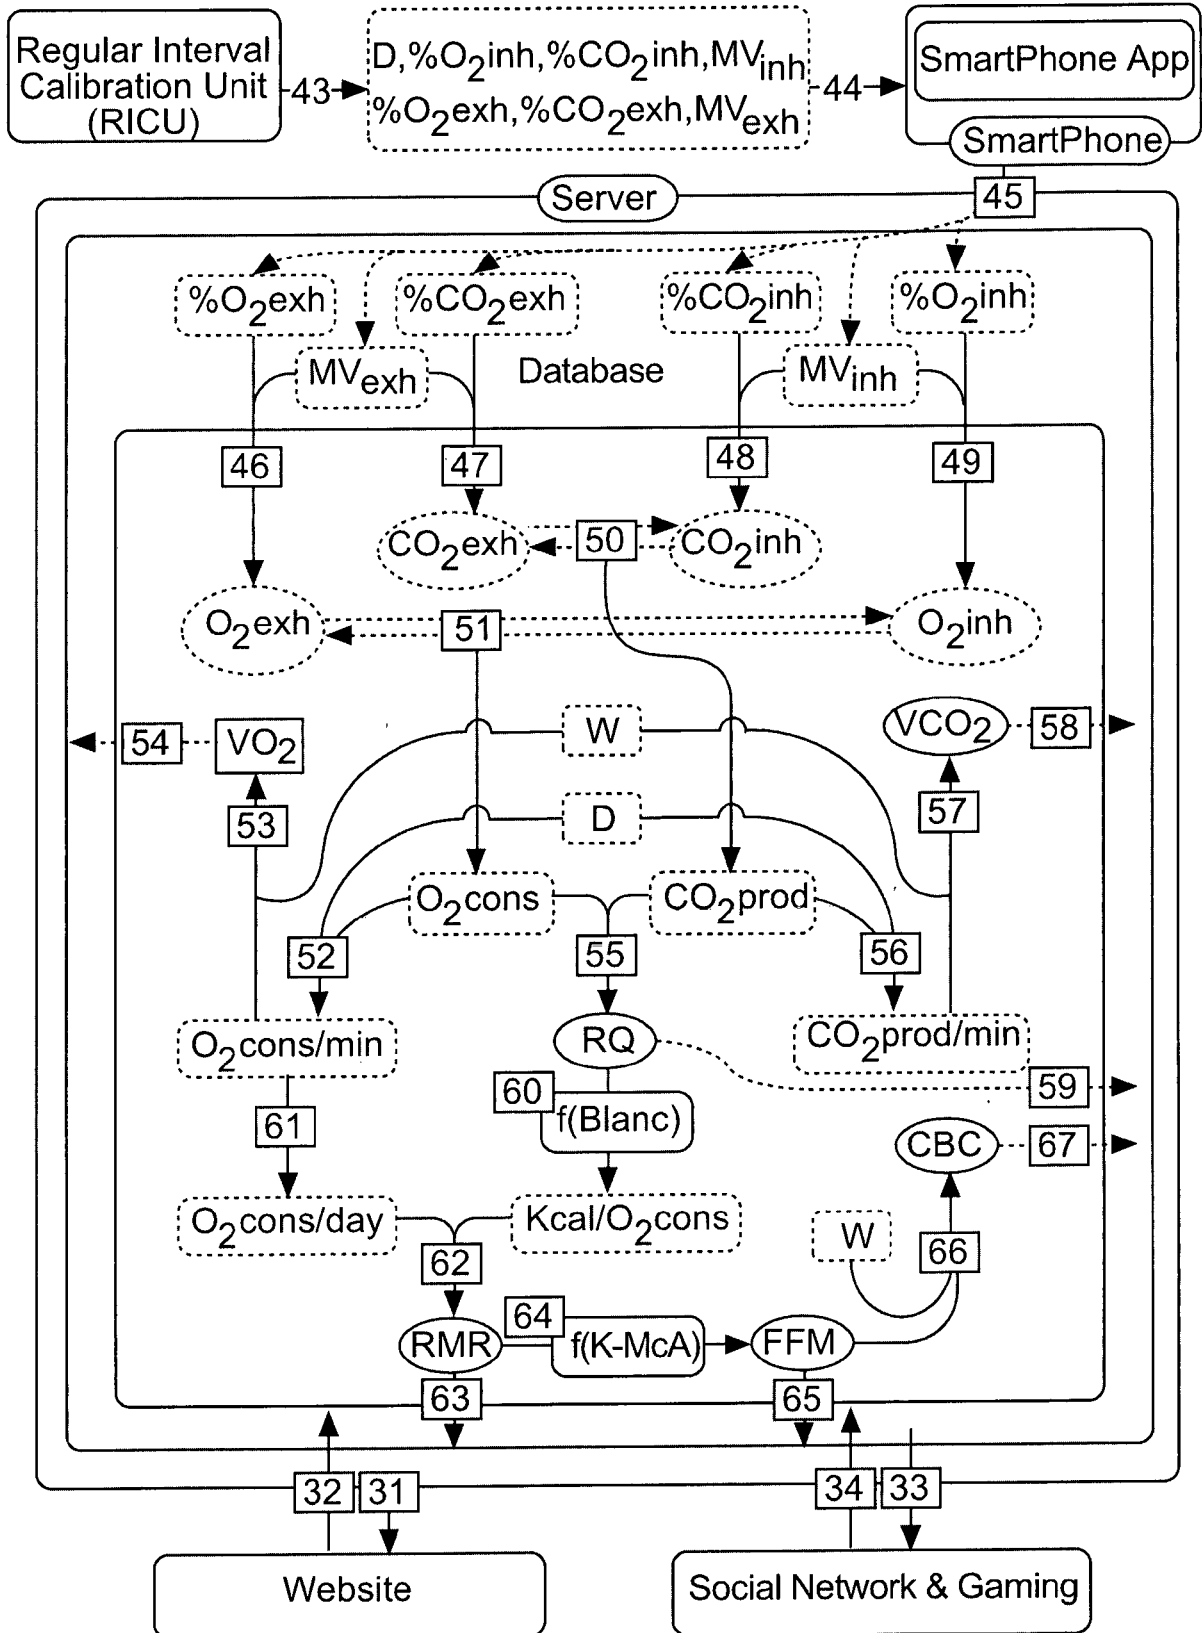 Regular Interval
Calibration Unit
(RICU)
43
D,%O2inh,%CO2inh,MVinh
%O2exh,%CO2exh,MVexh
44
SmartPhone App
SmartPhone
45
Server
%O2exh
%CO2exh
%CO2inh
%O2inh
MVexh
Database
MVinh
46
47
48
49
CO2exh
50
CO2inh
O2exh
51
O2inh
54
VO2
W
VCO2
58
53
D
57
O2cons
CO2prod
52
55
56
O2cons/min
RQ
CO2prod/min
60
59
61
f(Blanc)
CBC
67
O2cons/day
Kcal/O2cons
W
62
66
64
RMR
f(K-McA)
FFM
63
65
32
31
34
33
Website
Social Network & Gaming